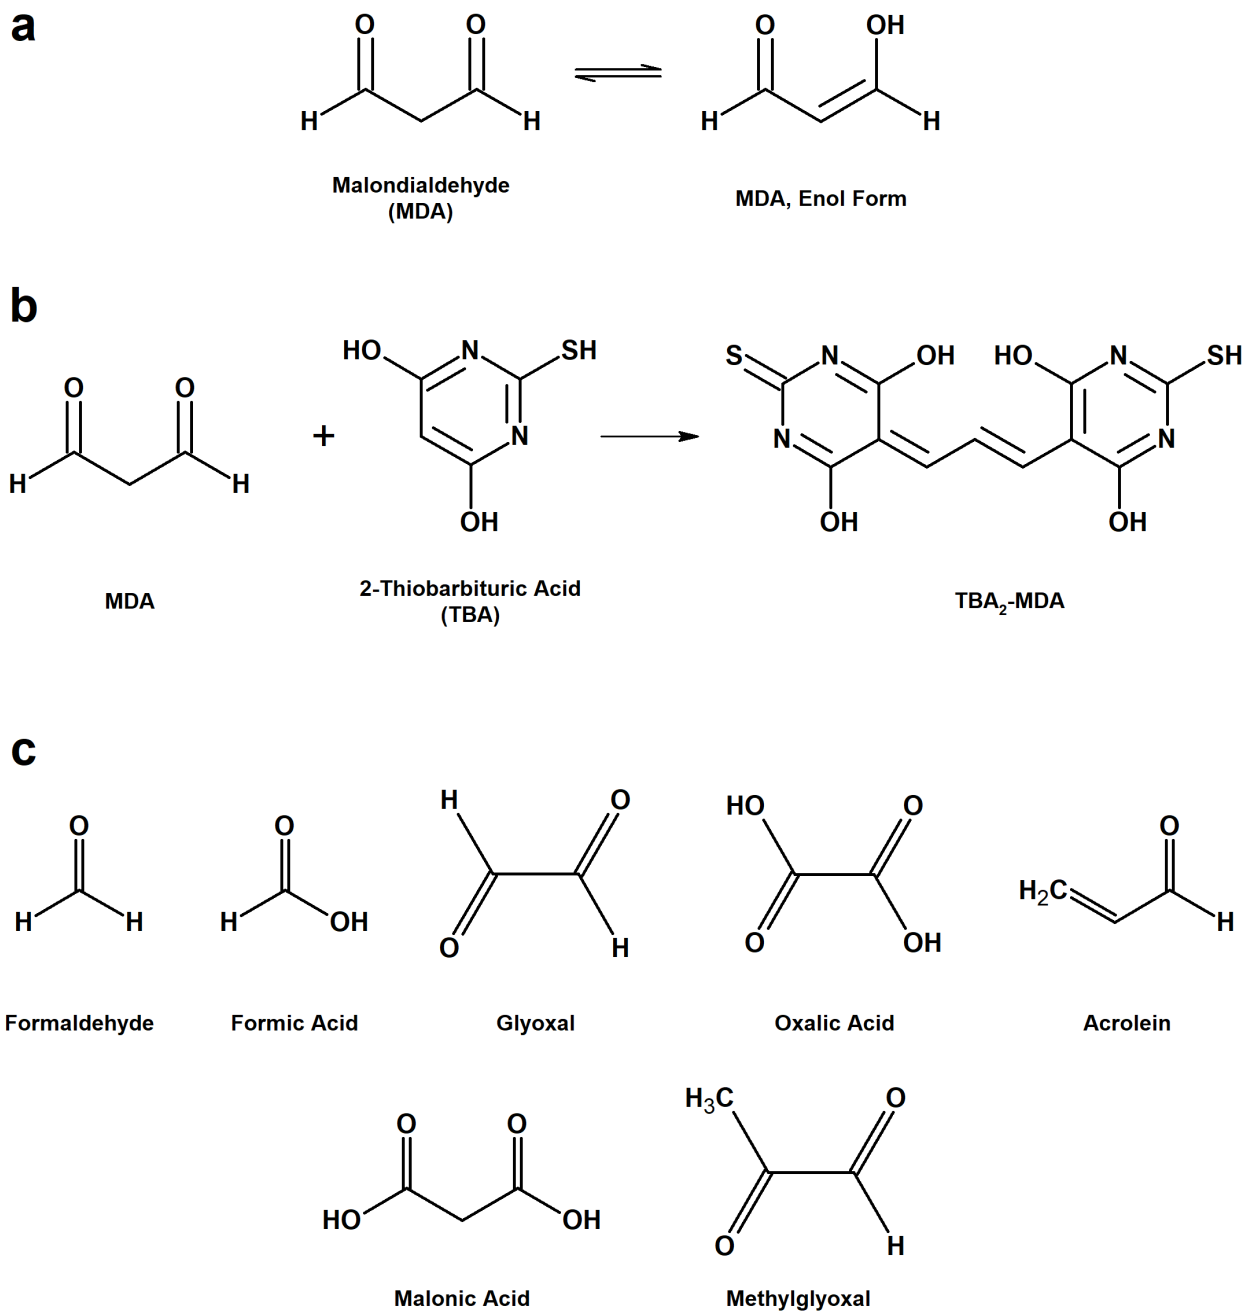 a
O O O OH
H H H H
Malondialdehyde
(MDA)
MDA, Enol Form
b
HO N SH S N OH HO N SH
O O
N N N
H H
OH OH OH
+
MDA
2-Thiobarbituric Acid
(TBA)
TBA2-MDA
c
O O H O HO O O
H H H OH O H O OH H2C H
Formaldehyde Formic Acid Glyoxal Oxalic Acid Acrolein
O O H3C O
HO OH O H
Malonic Acid Methylglyoxal